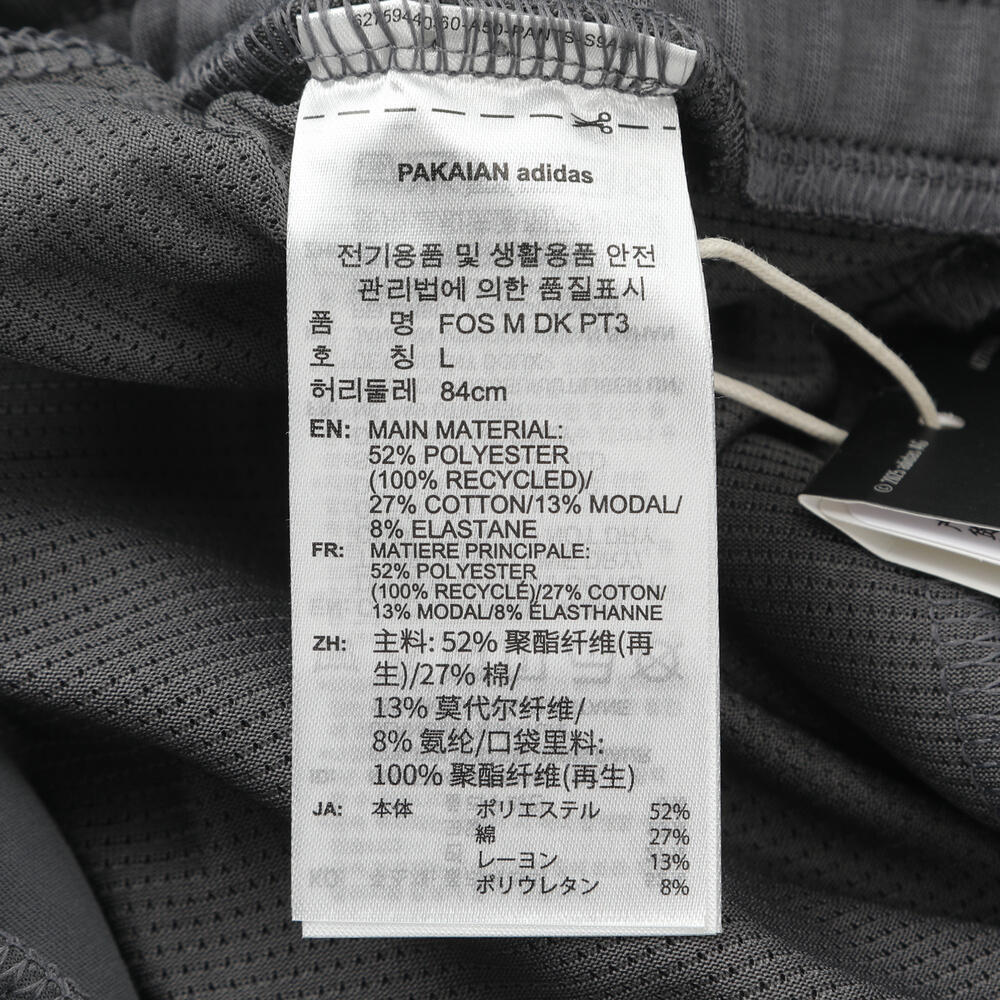 PAKAIAN adidas
전기용품 및 생활용품 안전
관리법에 의한 품질표시
품 명 FOS M DK PT3
호 칭 L
허리둘레 84cm
EN: MAIN MATERIAL:
52% POLYESTER
(100% RECYCLED)/
27% COTTON/13% MODAL/
8% ELASTANE
FR: MATIERE PRINCIPALE:
52% POLYESTER
(100% RECYCLÉ)/27% COTON/
13% MODAL/8% ÉLASTHANNE
ZH: 主料: 52% 聚酯纤维(再
生)/27% 棉/
13% 莫代尔纤维/
8% 氨纶/口袋里料:
100% 聚酯纤维(再生)
JA: 本体 ポリエステル 52%
綿 27%
レーヨン 13%
ポリウレタン 8%